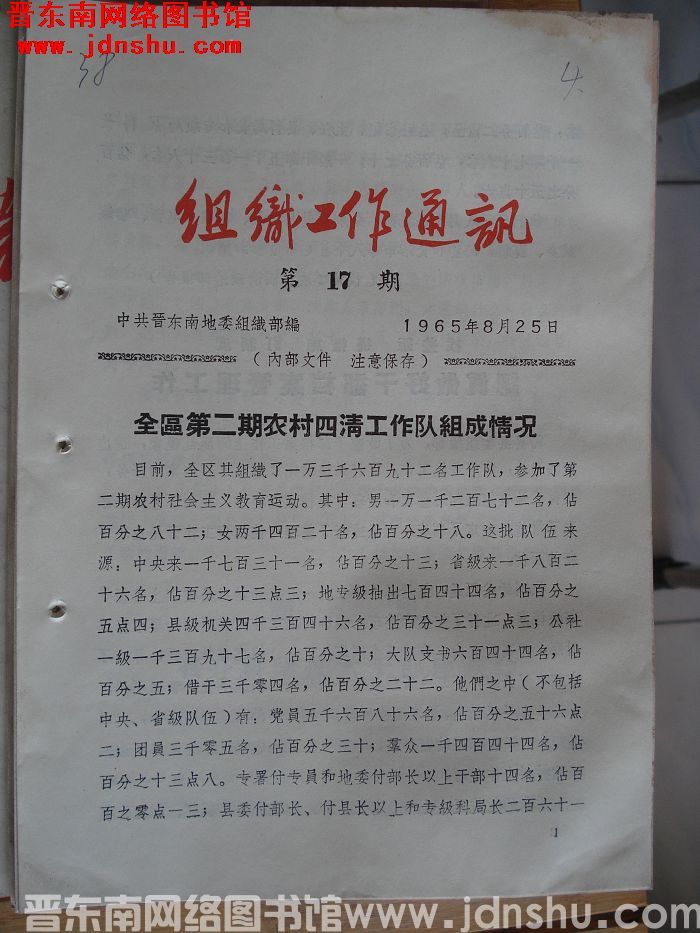 晋东南网络图书馆
www.jdnshu.com
38
4
組織工作通訊
第 17 期
中共晋东南地委組織部編 1965年8月25日
(內部文件 注意保存)
全區第二期农村四淸工作队組成情况
目前,全区共組織了一万三千六百九十二名工作队,参加了第
二期农村社会主义教育运动。其中:男一万一千二百七十二名,佔
百分之八十二;女两千四百二十名,佔百分之十八。这批队伍来
源:中央来一千七百三十一名,佔百分之十三;省級来一千八百二
十六名,佔百分之十三点三;地专級抽出七百四十四名,佔百分之
五点四;县級机关四千三百四十六名,佔百分之三十一点三;公社
一級一千三百九十七名,佔百分之十;大队支书六百四十四名,佔
百分之五;借干三千零四名,佔百分之二十二。他們之中(不包括
中央、省級队伍)有:党員五千六百八十六名,佔百分之五十六点
二;团員三千零五名,佔百分之三十;羣众一千四百四十四名,佔
百分之十三点八。专署付专員和地委付部长以上干部十四名,佔百
百之零点一三;县委付部长、付县长以上和专級科局长二百六十一
1
晋东南网络图书馆 www.jdnshu.com